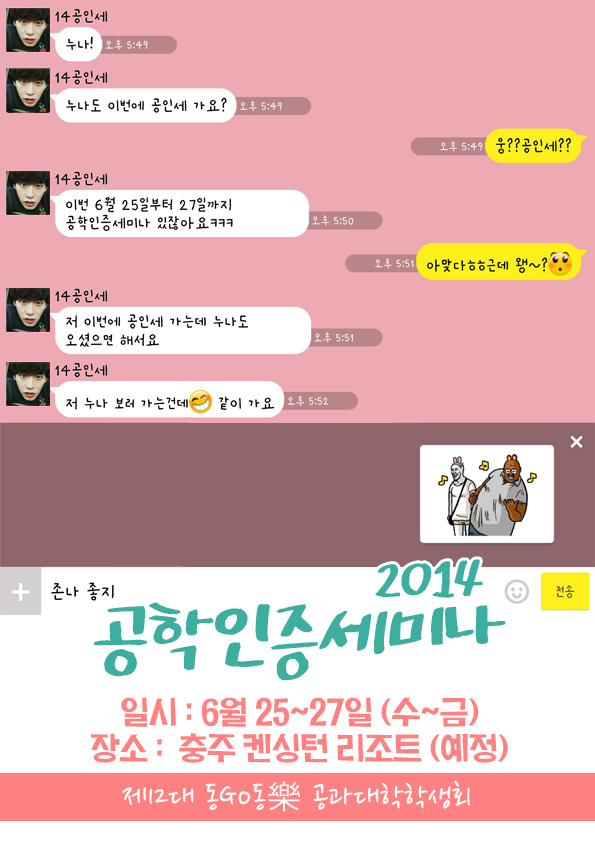 14공인세
누나!
오후 5:49
14공인세
누나도 이번에 공인세 가요?
오후 5:49
오후 5:49
웅??공인세??
14공인세
이번 6월 25일부터 27일까지
공학인증세미나 있잖아요ㅋㅋㅋ
오후 5:50
오후 5:51
아맞다ㅎㅎ근데 왱~?
14공인세
저 이번에 공인세 가는데 누나도
오셨으면 해서요
오후 5:51
14공인세
저 누나 보러 가는건데 같이 가요
오후 5:52
존나 좋지
전송
2014
공학인증세미나
일시 : 6월 25~27일 (수~금)
장소 : 충주 켄싱턴 리조트 (예정)
제12대 동GO동樂 공과대학학생회